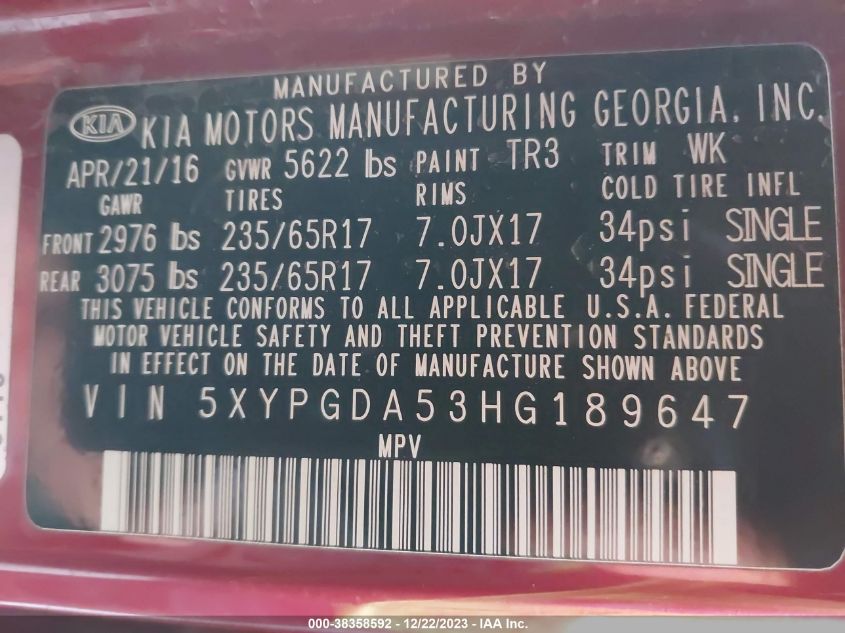 MANUFACTURED BY
KIA KIA MOTORS MANUFACTURING GEORGIA, INC.
APR/21/16 GVWR 5622 lbs PAINT TR3 TRIM WK
GAWR TIRES RIMS COLD TIRE INFL
FRONT 2976 lbs 235/65R17 7.0JX17 34psi SINGLE
REAR 3075 lbs 235/65R17 7.0JX17 34psi SINGLE
THIS VEHICLE CONFORMS TO ALL APPLICABLE U.S.A. FEDERAL
MOTOR VEHICLE SAFETY AND THEFT PREVENTION STANDARDS
IN EFFECT ON THE DATE OF MANUFACTURE SHOWN ABOVE
VIN 5XYPGDA53HG189647
MPV
000-38358592 - 12/22/2023 - IAA Inc.